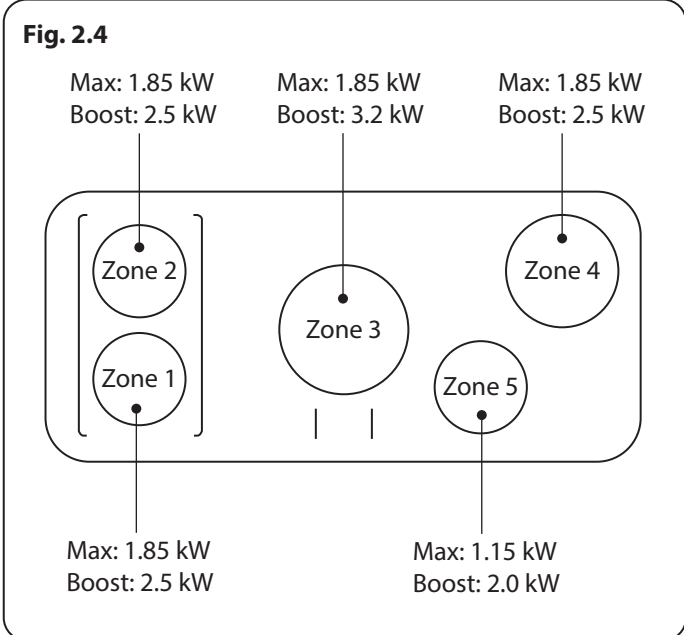 Fig. 2.4
Max: 1.85 kW
Boost: 2.5 kW
Max: 1.85 kW
Boost: 3.2 kW
Max: 1.85 kW
Boost: 2.5 kW
Zone 2
Zone 4
Zone 3
Zone 1
Zone 5
Max: 1.85 kW
Boost: 2.5 kW
Max: 1.15 kW
Boost: 2.0 kW